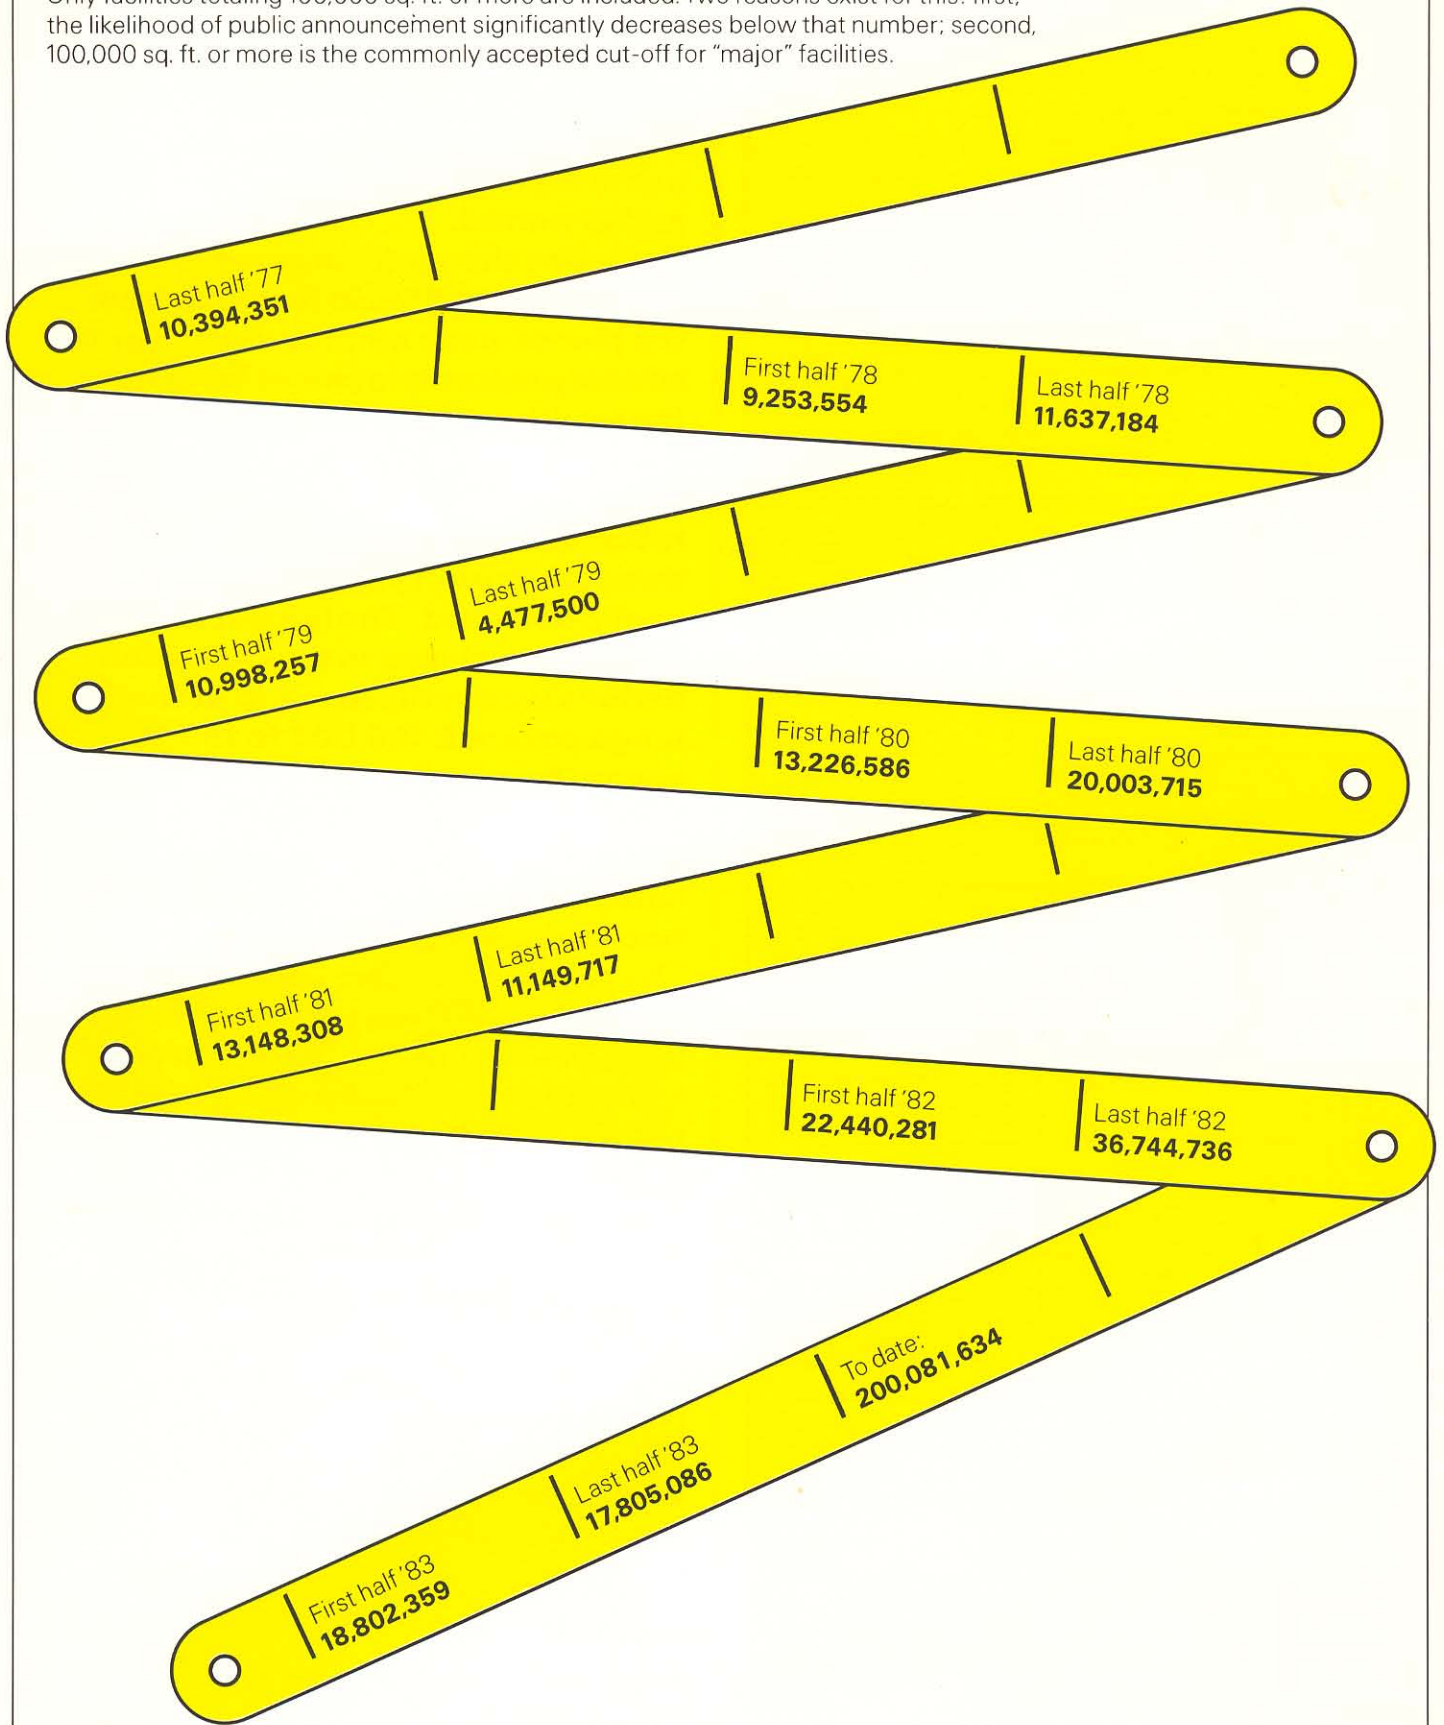 the likelihood of public announcement significantly decreases below that number; second,
100,000 sq. ft. or more is the commonly accepted cut-off for “major” facilities.
Last half ’77
10,394,351
First half ’78
9,253,554
Last half ’78
11,637,184
First half ’79
10,998,257
Last half ’79
4,477,500
First half ’80
13,226,586
Last half ’80
20,003,715
First half ’81
13,148,308
Last half ’81
11,149,717
First half ’82
22,440,281
Last half ’82
36,744,736
First half ’83
18,802,359
Last half ’83
17,805,086
To date:
200,081,634